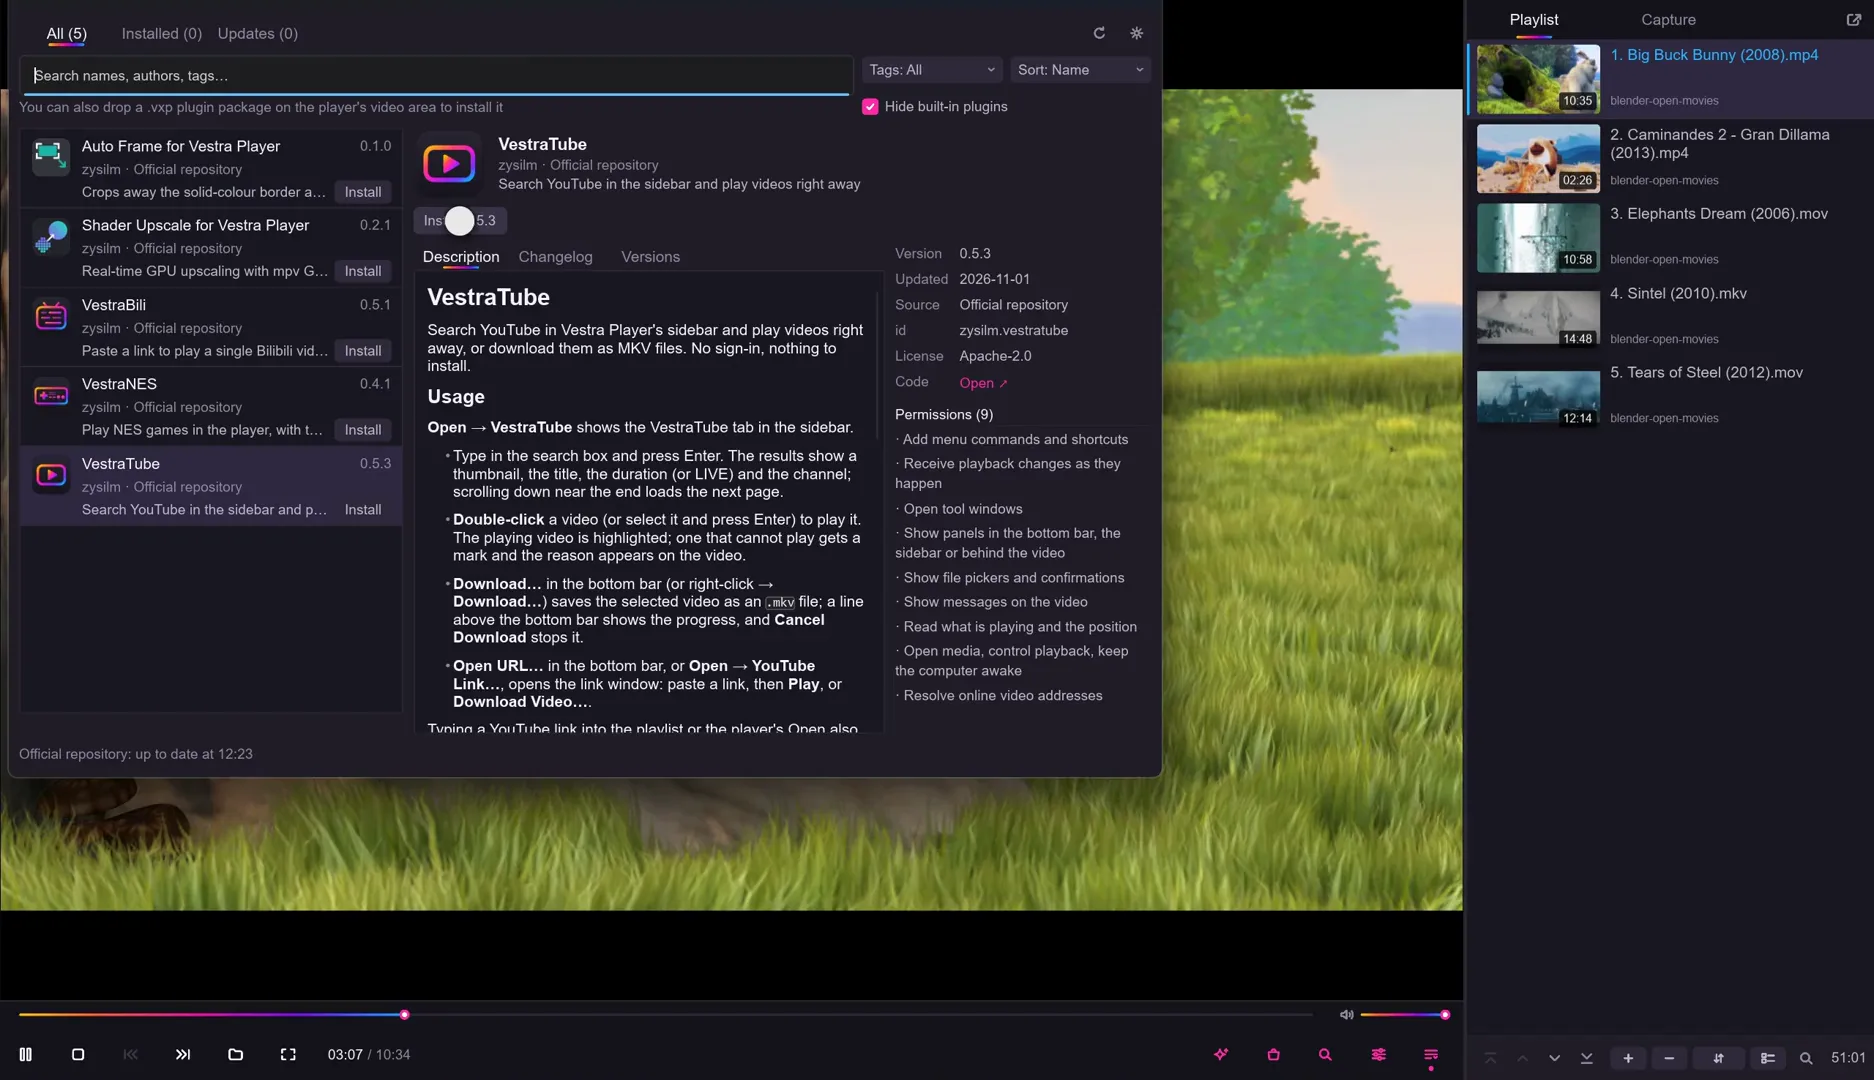 All (5)
Installed (0)
Updates (0)
Search names, authors, tags...
Tags: All
Sort: Name
You can also drop a .vxp plugin package on the player's video area to install it
Hide built-in plugins
Auto Frame for Vestra Player
0.1.0
zysilm · Official repository
Crops away the solid-colour border a...
Install
Shader Upscale for Vestra Player
0.2.1
zysilm · Official repository
Real-time GPU upscaling with mpv G...
Install
VestraBili
0.5.1
zysilm · Official repository
Paste a link to play a single Bilibili vid...
Install
VestraNES
0.4.1
zysilm · Official repository
Play NES games in the player, with t...
Install
VestraTube
0.5.3
zysilm · Official repository
Search YouTube in the sidebar and p...
Install
Official repository: up to date at 12:23
VestraTube
zysilm · Official repository
Search YouTube in the sidebar and play videos right away
Ins 5.3
Description
Changelog
Versions
VestraTube
Search YouTube in Vestra Player's sidebar and play videos right
away, or download them as MKV files. No sign-in, nothing to
install.
Usage
Open → VestraTube shows the VestraTube tab in the sidebar.
• Type in the search box and press Enter. The results show a
thumbnail, the title, the duration (or LIVE) and the channel;
scrolling down near the end loads the next page.
• Double-click a video (or select it and press Enter) to play it.
The playing video is highlighted; one that cannot play gets a
mark and the reason appears on the video.
• Download... in the bottom bar (or right-click →
Download...) saves the selected video as an .mkv file; a line
above the bottom bar shows the progress, and Cancel
Download stops it.
• Open URL... in the bottom bar, or Open → YouTube
Link..., opens the link window: paste a link, then Play, or
Download Video....
Typing a YouTube link into the playlist or the player's Open also
Version 0.5.3
Updated 2026-11-01
Source Official repository
id zysilm.vestratube
License Apache-2.0
Code Open ↗
Permissions (9)
· Add menu commands and shortcuts
· Receive playback changes as they
happen
· Open tool windows
· Show panels in the bottom bar, the
sidebar or behind the video
· Show file pickers and confirmations
· Show messages on the video
· Read what is playing and the position
· Open media, control playback, keep
the computer awake
· Resolve online video addresses
Playlist
Capture
1. Big Buck Bunny (2008).mp4
10:35
blender-open-movies
2. Caminandes 2 - Gran Dillama
(2013).mp4
02:26
blender-open-movies
3. Elephants Dream (2006).mov
10:58
blender-open-movies
4. Sintel (2010).mkv
14:48
blender-open-movies
5. Tears of Steel (2012).mov
12:14
blender-open-movies
03:07 / 10:34
51:01